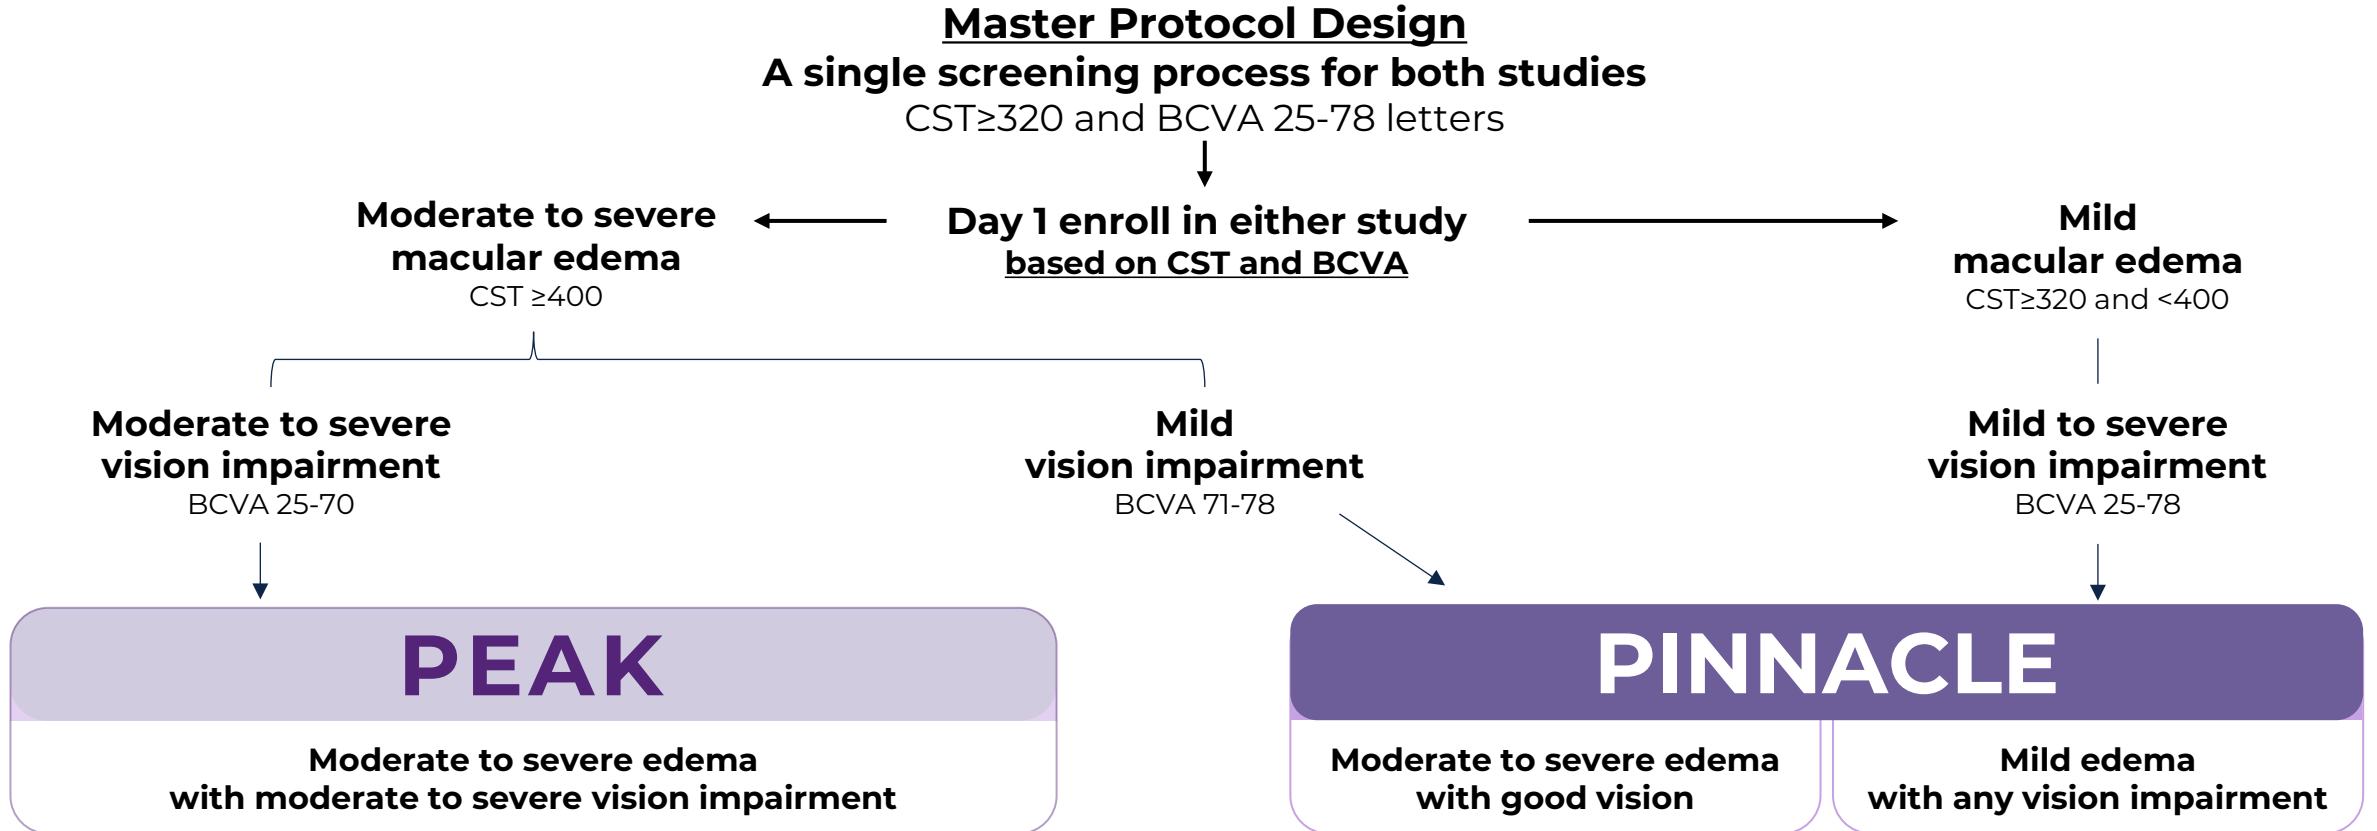 Master Protocol Design
A single screening process for both studies
CST≥320 and BCVA 25-78 letters
Day 1 enroll in either study
based on CST and BCVA
Moderate to severe
macular edema
CST ≥400
Mild
macular edema
CST≥320 and <400
Moderate to severe
vision impairment
BCVA 25-70
Mild
vision impairment
BCVA 71-78
Mild to severe
vision impairment
BCVA 25-78
PEAK
Moderate to severe edema
with moderate to severe vision impairment
PINNACLE
Moderate to severe edema
with good vision
Mild edema
with any vision impairment